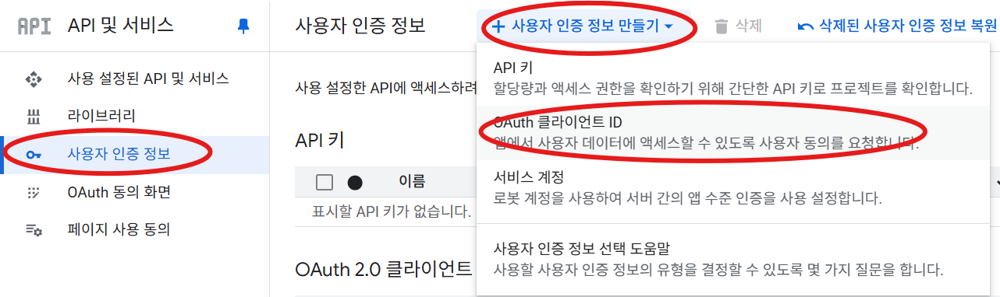 API API 및 서비스
사용 설정된 API 및 서비스
라이브러리
사용자 인증 정보
OAuth 동의 화면
페이지 사용 동의
사용자 인증 정보
+ 사용자 인증 정보 만들기
삭제
삭제된 사용자 인증 정보 복원
사용 설정한 API에 액세스하려
API 키
이름
표시할 API 키가 없습니다.
OAuth 2.0 클라이언트
API 키
할당량과 액세스 권한을 확인하기 위해 간단한 API 키로 프로젝트를 확인합니다.
OAuth 클라이언트 ID
앱에서 사용자 데이터에 액세스할 수 있도록 사용자 동의를 요청합니다.
서비스 계정
로봇 계정을 사용하여 서버 간의 앱 수준 인증을 사용 설정합니다.
사용자 인증 정보 선택 도움말
사용할 사용자 인증 정보의 유형을 결정할 수 있도록 몇 가지 질문을 합니다.